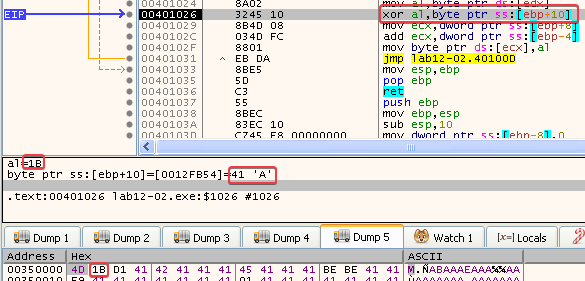 00401024 8A02 mov al,byte ptr ds:[edx]
EIP 00401026 3245 10 xor al,byte ptr ss:[ebp+10]
00401029 8B4D 08 mov ecx,dword ptr ss:[ebp+8]
0040102C 034D FC add ecx,dword ptr ss:[ebp-4]
0040102F 8801 mov byte ptr ds:[ecx],al
00401031 EB DA jmp lab12-02.40100D
00401033 8BE5 mov esp,ebp
00401035 5D pop ebp
00401036 C3 ret
00401037 55 push ebp
00401038 8BEC mov ebp,esp
0040103A 83EC 10 sub esp,10
0040103D C745 F8 00000000 mov dword ptr ss:[ebp-8],0
al=1B
byte ptr ss:[ebp+10]=[0012FB54]=41 'A'
.text:00401026 lab12-02.exe:$1026 #1026
Dump 1 Dump 2 Dump 3 Dump 4 Dump 5 Watch 1 [x=] Locals
Address Hex ASCII
00350000 4D 1B D1 41 42 41 41 41 45 41 41 41 BE BE 41 41 M.ÑABAAAEAAA¾¾AA